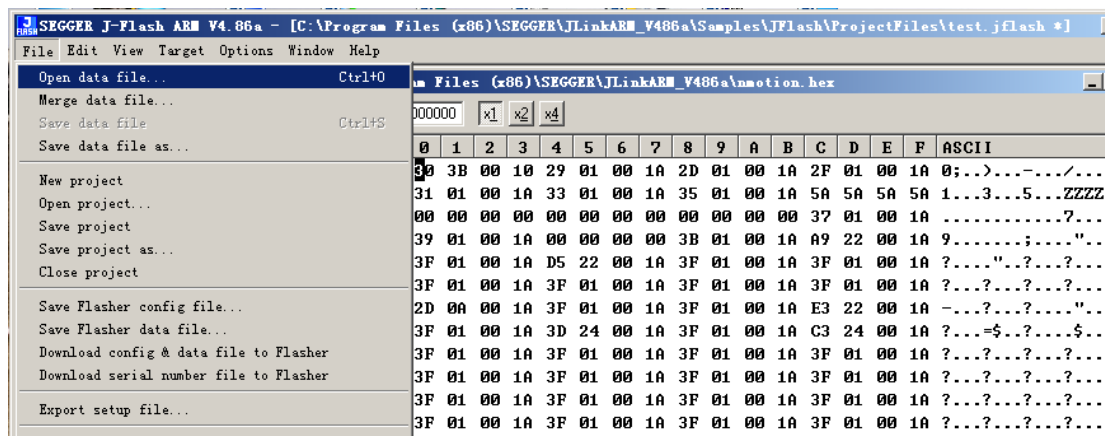 SEGGER J-Flash ARM V4.86a - [C:\Program Files (x86)\SEGGER\JLinkARM_V486a\Samples\JFlash\ProjectFiles\test.jflash *]
File Edit View Target Options Window Help
Open data file... Ctrl+O
Merge data file...
Save data file Ctrl+S
Save data file as...
New project
Open project...
Save project
Save project as...
Close project
Save Flasher config file...
Save Flasher data file...
Download config & data file to Flasher
Download serial number file to Flasher
Export setup file...
Files (x86)\SEGGER\JLinkARM_V486a\nmotion.hex
000000 x1 x2 x4
0 1 2 3 4 5 6 7 8 9 A B C D E F ASCII
30 3B 00 10 29 01 00 1A 2D 01 00 1A 2F 01 00 1A 0;..)...-.../...
31 01 00 1A 33 01 00 1A 35 01 00 1A 5A 5A 5A 5A 1...3...5...ZZZZ
00 00 00 00 00 00 00 00 00 00 00 00 37 01 00 1A ............7...
39 01 00 1A 00 00 00 00 3B 01 00 1A A9 22 00 1A 9.......;...."..
3F 01 00 1A D5 22 00 1A 3F 01 00 1A 3F 01 00 1A ?...."..?...?...
3F 01 00 1A 3F 01 00 1A 3F 01 00 1A 3F 01 00 1A ?...?...?...?...
2D 0A 00 1A 3F 01 00 1A 3F 01 00 1A E3 22 00 1A -...?...?...."..
3F 01 00 1A 3D 24 00 1A 3F 01 00 1A C3 24 00 1A ?...=$..?....$..
3F 01 00 1A 3F 01 00 1A 3F 01 00 1A 3F 01 00 1A ?...?...?...?...
3F 01 00 1A 3F 01 00 1A 3F 01 00 1A 3F 01 00 1A ?...?...?...?...
3F 01 00 1A 3F 01 00 1A 3F 01 00 1A 3F 01 00 1A ?...?...?...?...
3F 01 00 1A 3F 01 00 1A 3F 01 00 1A 3F 01 00 1A ?...?...?...?...